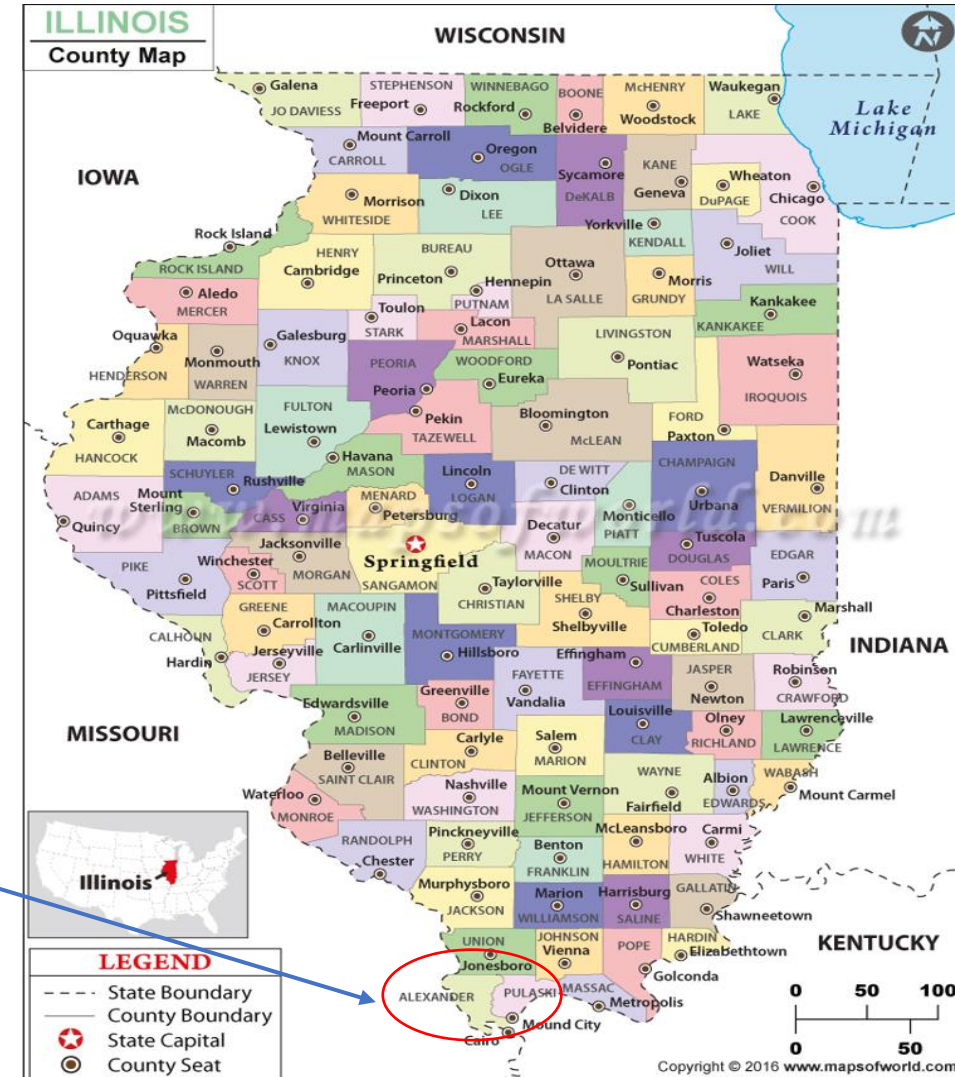 ILLINOIS
County Map
WISCONSIN
Lake
Michigan
IOWA
INDIANA
MISSOURI
KENTUCKY
Galena
JO DAVIESS
STEPHENSON
Freeport
WINNEBAGO
Rockford
BOONE
Belvidere
McHENRY
Woodstock
Waukegan
LAKE
Mount Carroll
CARROLL
Oregon
OGLE
Sycamore
DeKALB
KANE
Geneva
Wheaton
DuPAGE
Chicago
COOK
Morrison
WHITESIDE
Dixon
LEE
Yorkville
KENDALL
Joliet
WILL
Rock Island
ROCK ISLAND
HENRY
Cambridge
BUREAU
Princeton
Hennepin
PUTNAM
Ottawa
LA SALLE
Morris
GRUNDY
Aledo
MERCER
Toulon
STARK
Lacon
MARSHALL
Kankakee
KANKAKEE
Oquawka
HENDERSON
Monmouth
WARREN
Galesburg
KNOX
PEORIA
Peoria
WOODFORD
Eureka
LIVINGSTON
Pontiac
Watseka
IROQUOIS
Carthage
HANCOCK
McDONOUGH
Macomb
FULTON
Lewistown
Pekin
TAZEWELL
Bloomington
McLEAN
FORD
Paxton
SCHUYLER
Rushville
Havana
MASON
Lincoln
LOGAN
DE WITT
Clinton
CHAMPAIGN
Urbana
Danville
VERMILION
ADAMS
Quincy
Mount
Sterling
BROWN
CASS
Virginia
MENARD
Petersburg
Monticello
PIATT
www.mapsofworld.com
PIKE
Pittsfield
Winchester
SCOTT
Jacksonville
MORGAN
Springfield
SANGAMON
Decatur
MACON
MOULTRIE
Sullivan
Tuscola
DOUGLAS
EDGAR
Paris
GREENE
Carrollton
MACOUPIN
Carlinville
Taylorville
CHRISTIAN
SHELBY
Shelbyville
COLES
Charleston
Toledo
CUMBERLAND
Marshall
CLARK
CALHOUN
Hardin
Jerseyville
JERSEY
MONTGOMERY
Hillsboro
FAYETTE
Vandalia
Effingham
EFFINGHAM
JASPER
Newton
Robinson
CRAWFORD
Edwardsville
MADISON
Greenville
BOND
Louisville
CLAY
Olney
RICHLAND
Lawrenceville
LAWRENCE
Belleville
SAINT CLAIR
Carlyle
CLINTON
Salem
MARION
WAYNE
Fairfield
Albion
EDWARDS
WABASH
Mount Carmel
Waterloo
MONROE
Nashville
WASHINGTON
Mount Vernon
JEFFERSON
RANDOLPH
Chester
Pinckneyville
PERRY
Benton
FRANKLIN
McLeansboro
HAMILTON
Carmi
WHITE
Murphysboro
JACKSON
Marion
WILLIAMSON
Harrisburg
SALINE
GALLATIN
Shawneetown
UNION
Jonesboro
JOHNSON
Vienna
POPE
Golconda
HARDIN
Elizabethtown
ALEXANDER
Cairo
PULASKI
Mound City
MASSAC
Metropolis
Illinois
LEGEND
State Boundary
County Boundary
State Capital
County Seat
0 50 100
0 50
Copyright © 2016 www.mapsofworld.com
N